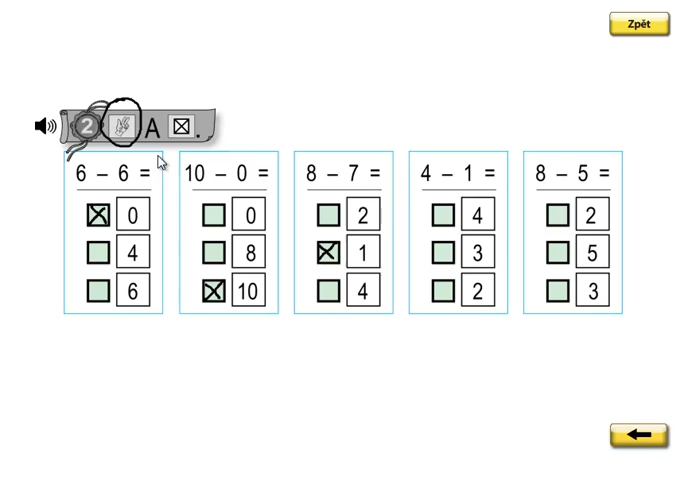 Zpět
2 A .
6 – 6 = 10 – 0 = 8 – 7 = 4 – 1 = 8 – 5 =
0 0 2 4 2
4 8 1 3 5
6 10 4 2 3